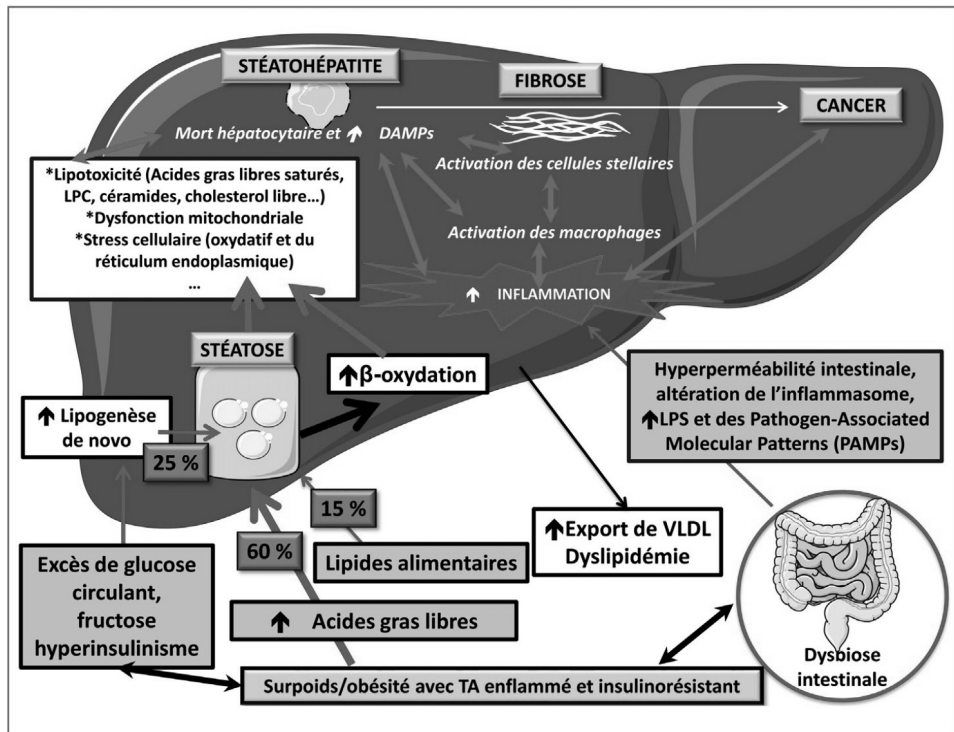 STÉATOHÉPATITE
FIBROSE
CANCER
Mort hépatocytaire et ↑ DAMPs
Activation des cellules stellaires
*Lipotoxicité (Acides gras libres saturés,
LPC, céramides, cholesterol libre...)
*Dysfonction mitochondriale
*Stress cellulaire (oxydatif et du
réticulum endoplasmique)
...
Activation des macrophages
↑ INFLAMMATION
STÉATOSE
↑β-oxydation
↑ Lipogenèse
de novo
25 %
Hyperperméabilité intestinale,
altération de l'inflammasome,
↑LPS et des Pathogen-Associated
Molecular Patterns (PAMPs)
15 %
60 %
↑Export de VLDL
Dyslipidémie
Excès de glucose
circulant,
fructose
hyperinsulinisme
Lipides alimentaires
↑ Acides gras libres
Surpoids/obésité avec TA enflammé et insulinorésistant
Dysbiose
intestinale